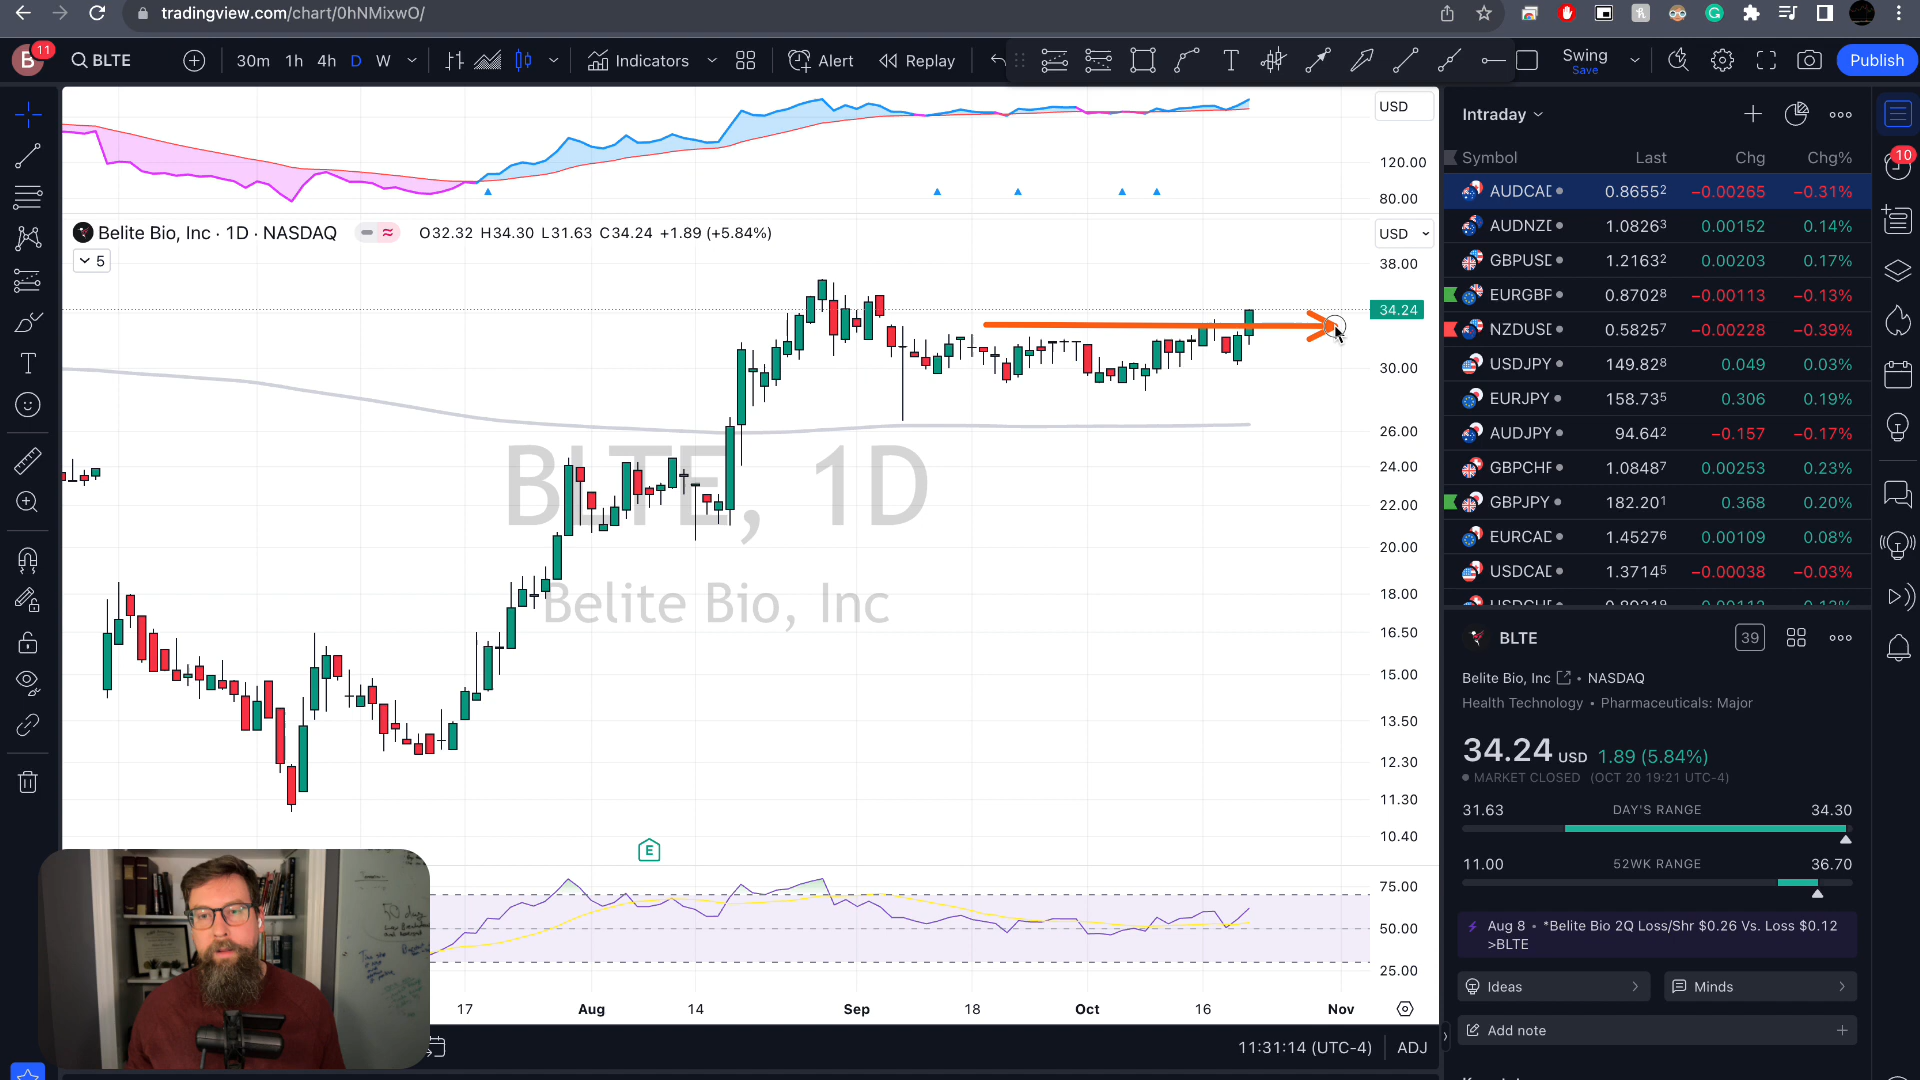 tradingview.com/chart/0hNMixwO/
B 11 BLTE 30m 1h 4h D W Indicators Alert Replay T Swing Save Publish
USD
120.00
80.00
Belite Bio, Inc · 1D · NASDAQ O32.32 H34.30 L31.63 C34.24 +1.89 (+5.84%)
5
USD
38.00
34.24
30.00
26.00
24.00
22.00
20.00
18.00
16.50
15.00
13.50
12.30
11.30
10.40
BLTE, 1D
Belite Bio, Inc
E
75.00
50.00
25.00
17 Aug 14 Sep 18 Oct 16 Nov
11:31:14 (UTC-4) ADJ
Intraday
10
Symbol Last Chg Chg%
AUDCAD 0.86552 −0.00265 −0.31%
AUDNZD 1.08263 0.00152 0.14%
GBPUSD 1.21632 0.00203 0.17%
EURGBP 0.87028 −0.00113 −0.13%
NZDUSD 0.58257 −0.00228 −0.39%
USDJPY 149.828 0.049 0.03%
EURJPY 158.735 0.306 0.19%
AUDJPY 94.642 −0.157 −0.17%
GBPCHF 1.08487 0.00253 0.23%
GBPJPY 182.201 0.368 0.20%
EURCAD 1.45276 0.00109 0.08%
USDCAD 1.37145 −0.00038 −0.03%
BLTE 39
Belite Bio, Inc • NASDAQ
Health Technology • Pharmaceuticals: Major
34.24 USD 1.89 (5.84%)
MARKET CLOSED (OCT 20 19:21 UTC-4)
31.63 DAY'S RANGE 34.30
11.00 52WK RANGE 36.70
Aug 8 • *Belite Bio 2Q Loss/Shr $0.26 Vs. Loss $0.12
>BLTE
Ideas Minds
Add note